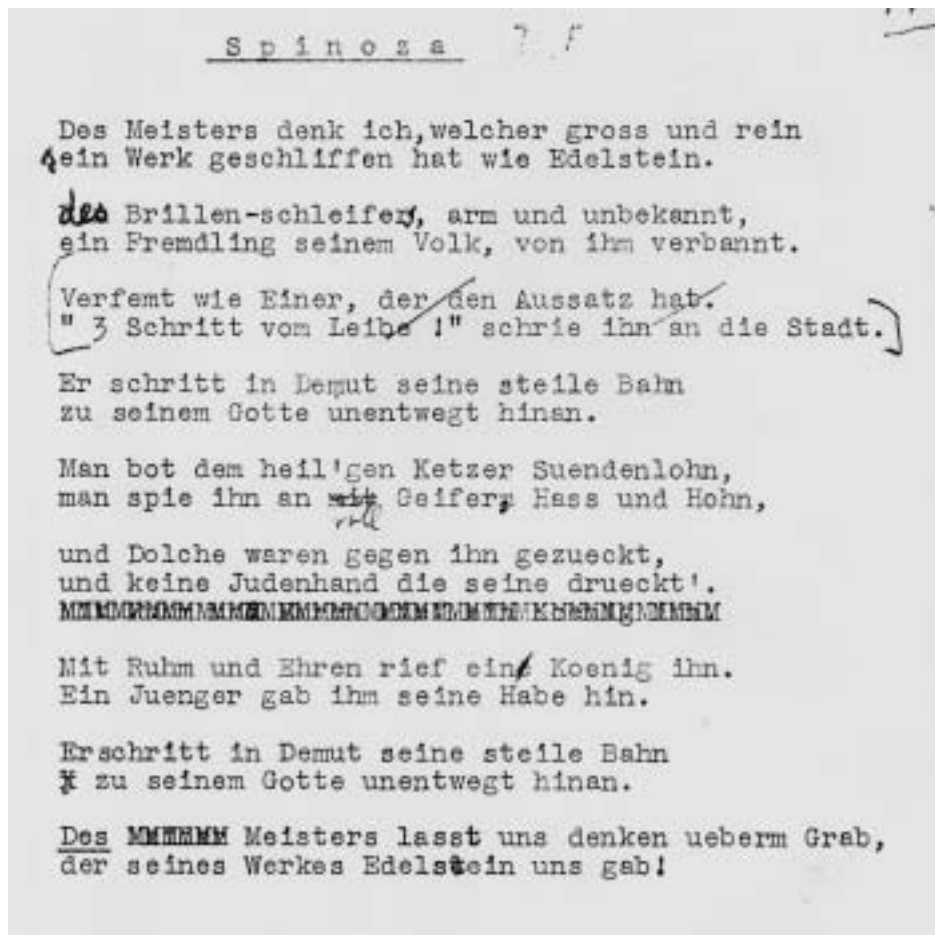 Spinoza
Des Meisters denk ich,welcher gross und rein
ein Werk geschliffen hat wie Edelstein.
des Brillen-schleifers, arm und unbekannt,
ein Fremdling seinem Volk, von ihm verbannt.
Verfemt wie Einer, der den Aussatz hat.
" 3 Schritt vom Leibe !" schrie ihn an die Stadt.
Er schritt in Demut seine steile Bahn
zu seinem Gotte unentwegt hinan.
Man bot dem heil'gen Ketzer Suendenlohn,
man spie ihn an mit Geifer, Hass und Hohn,
voll
und Dolche waren gegen ihn gezueckt,
und keine Judenhand die seine drueckt'.
Mit Ruhm und Ehren rief ein Koenig ihn.
Ein Juenger gab ihm seine Habe hin.
Erschritt in Demut seine steile Bahn
zu seinem Gotte unentwegt hinan.
Des Meisters lasst uns denken ueberm Grab,
der seines Werkes Edelstein uns gab!